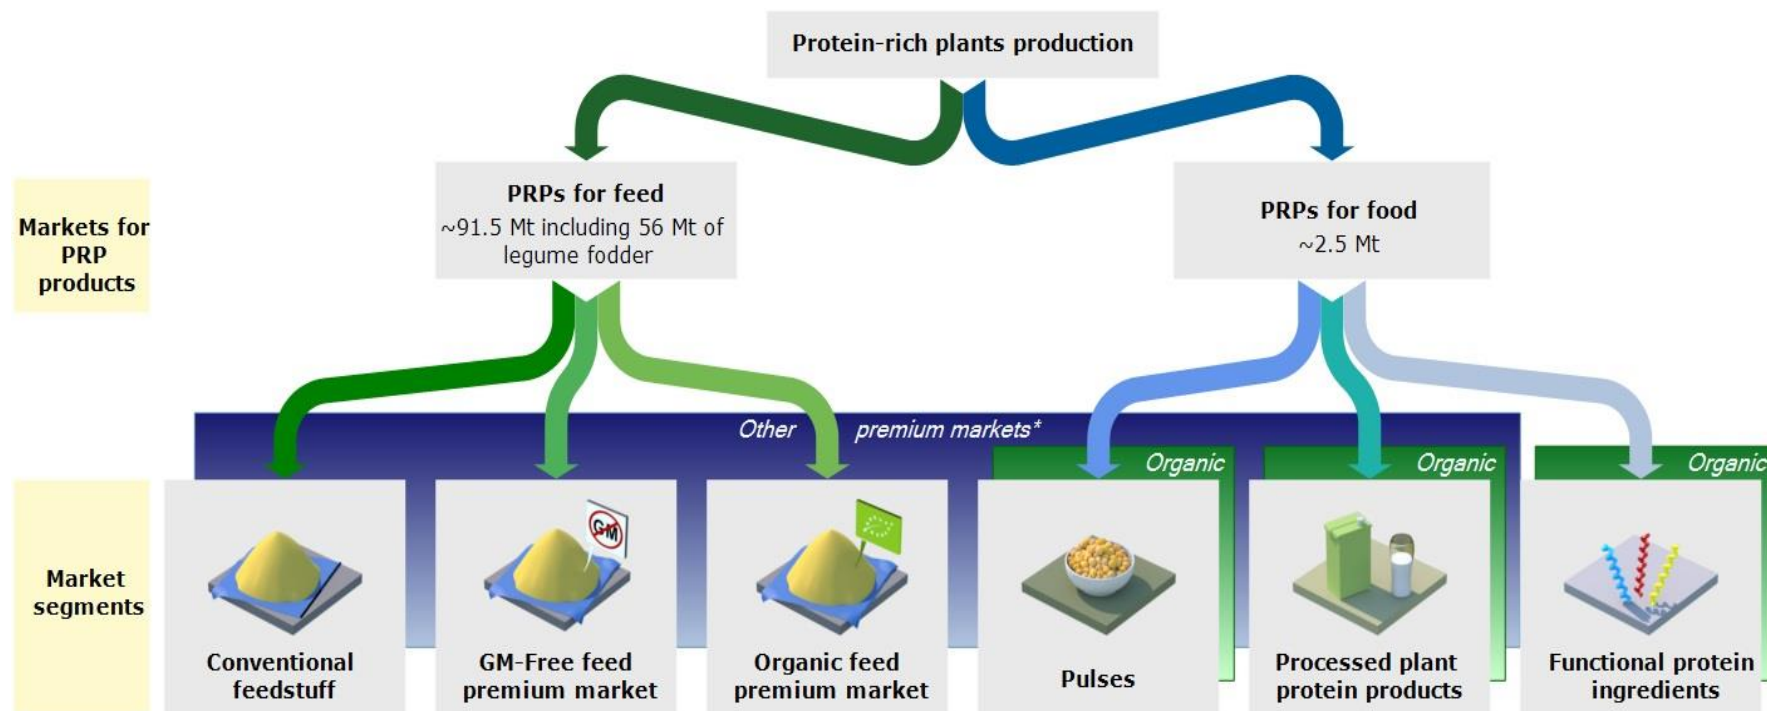 Protein-rich plants production
Markets for
PRP
products
PRPs for feed
~91.5 Mt including 56 Mt of
legume fodder
PRPs for food
~2.5 Mt
Other premium markets*
Organic
Organic
Organic
Market
segments
GM
Conventional
feedstuff
GM-Free feed
premium market
Organic feed
premium market
Pulses
Processed plant
protein products
Functional protein
ingredients